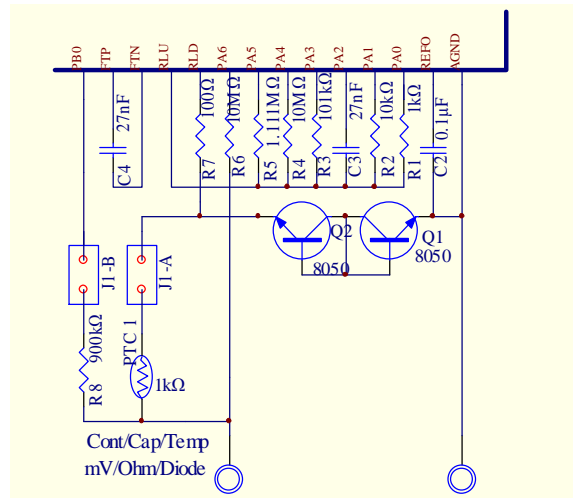 PB0
FTP
FTN
RLU
RLD
PA6
PA5
PA4
PA3
PA2
PA1
PA0
REFO
AGND
27nF
C4
100Ω
R7
10MΩ
R6
1.111MΩ
R5
10MΩ
R4
101kΩ
R3
27nF
C3
10kΩ
R2
1kΩ
R1
0.1μF
C2
Q2
8050
Q1
8050
J1-B
J1-A
900kΩ
R8
PTC 1
1kΩ
Cont/Cap/Temp
mV/Ohm/Diode